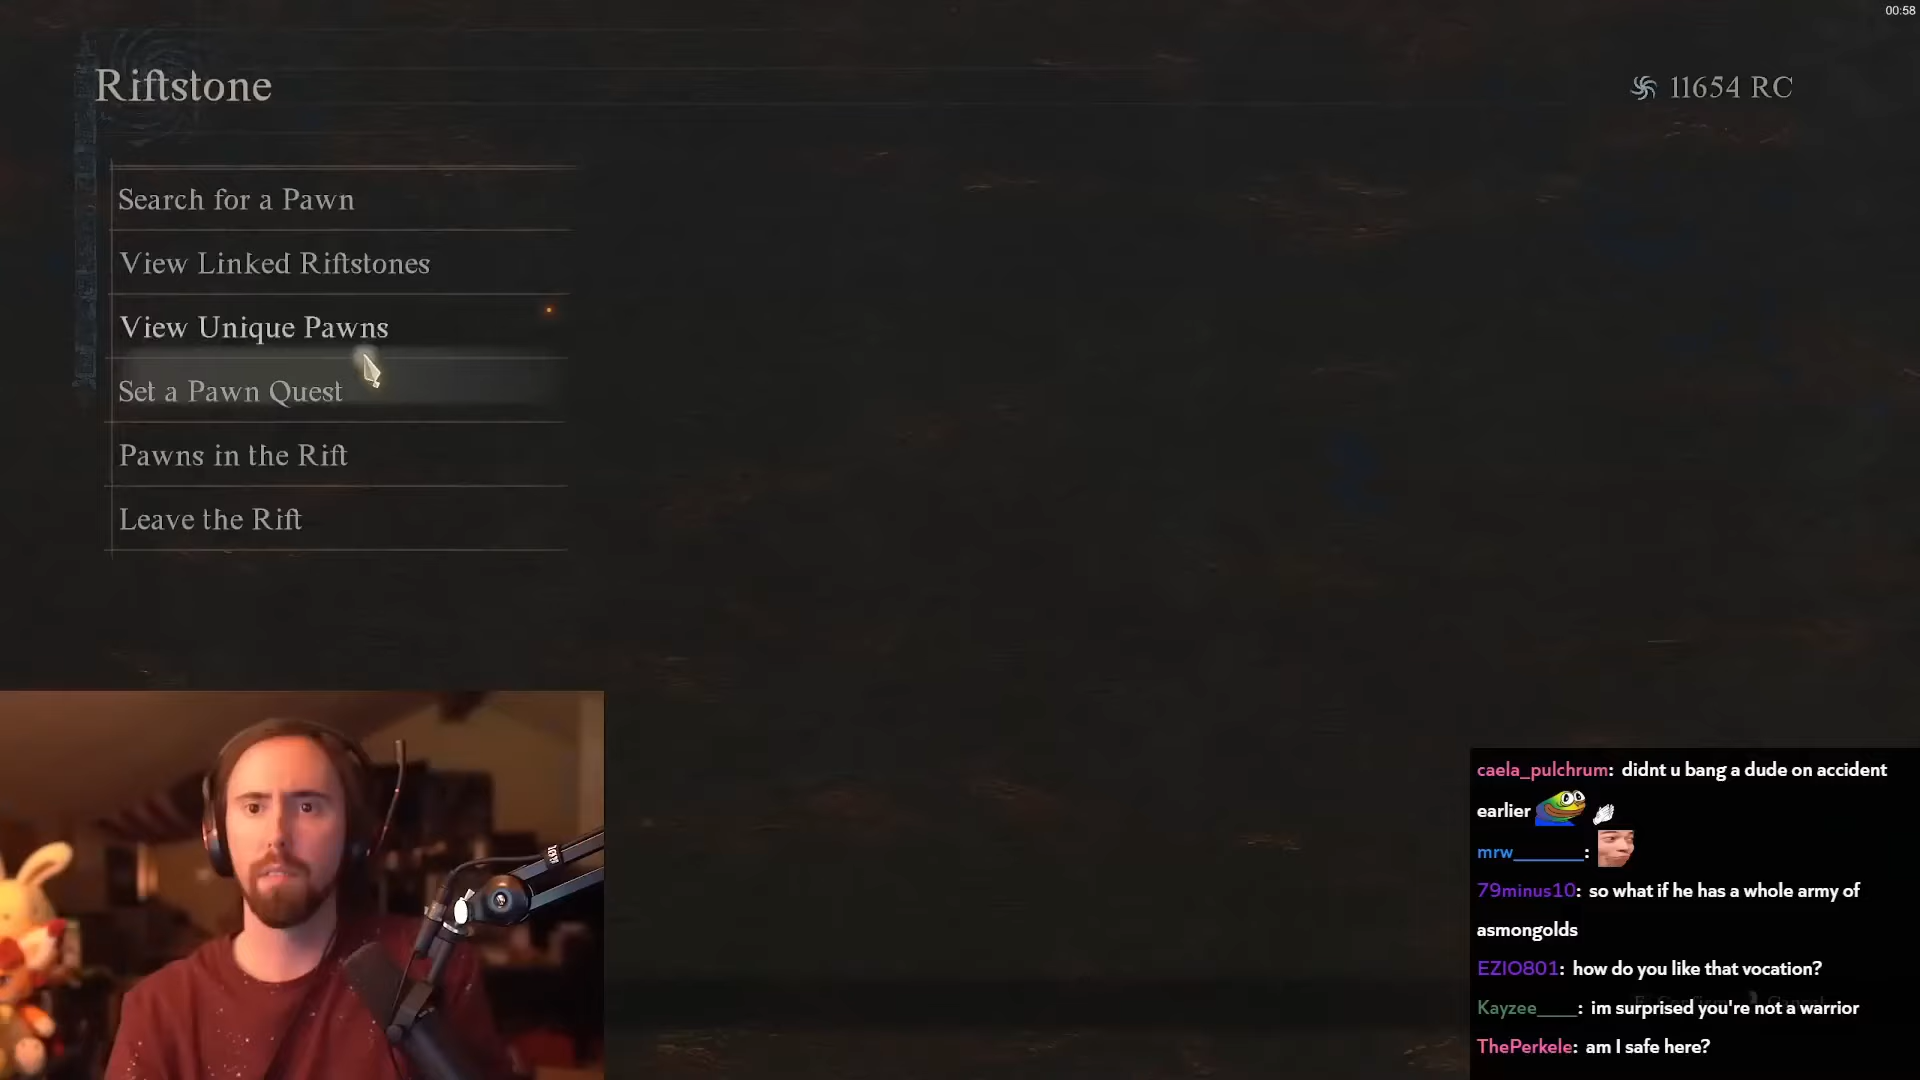 00:58
Riftstone
11654 RC
Search for a Pawn
View Linked Riftstones
View Unique Pawns
Set a Pawn Quest
Pawns in the Rift
Leave the Rift
caela_pulchrum: didnt u bang a dude on accident
earlier
mrw_______:
79minus10: so what if he has a whole army of
asmongolds
EZIO801: how do you like that vocation?
Kayzee____: im surprised you're not a warrior
ThePerkele: am I safe here?